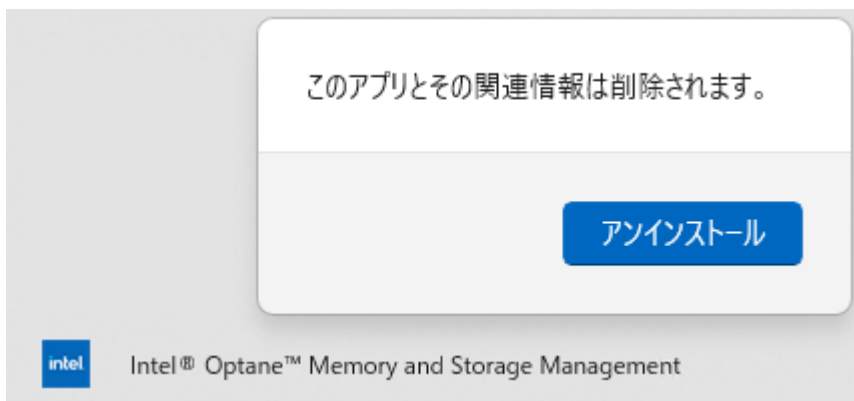 このアプリとその関連情報は削除されます。
アンインストール
intel
Intel® Optane™ Memory and Storage Management